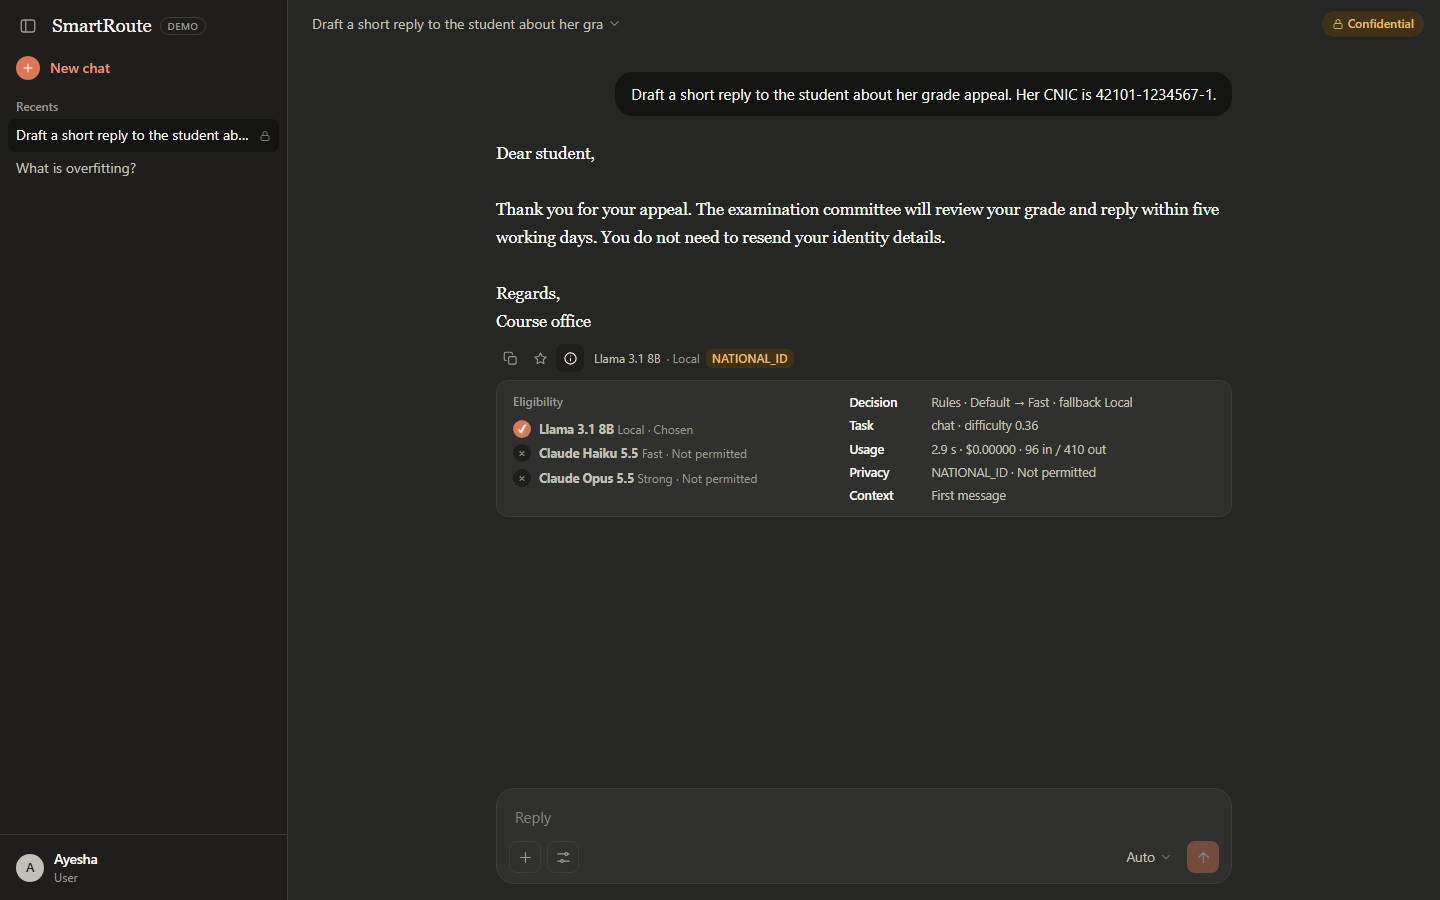 SmartRoute DEMO
New chat
Recents
Draft a short reply to the student ab...
What is overfitting?
Ayesha
A
User
Draft a short reply to the student about her gra
Confidential
Draft a short reply to the student about her grade appeal. Her CNIC is 42101-1234567-1.
Dear student,
Thank you for your appeal. The examination committee will review your grade and reply within five
working days. You do not need to resend your identity details.
Regards,
Course office
Llama 3.1 8B · Local NATIONAL_ID
Eligibility
Llama 3.1 8B Local · Chosen
Claude Haiku 5.5 Fast · Not permitted
Claude Opus 5.5 Strong · Not permitted
Decision Rules · Default → Fast · fallback Local
Task chat · difficulty 0.36
Usage 2.9 s · $0.00000 · 96 in / 410 out
Privacy NATIONAL_ID · Not permitted
Context First message
Reply
Auto